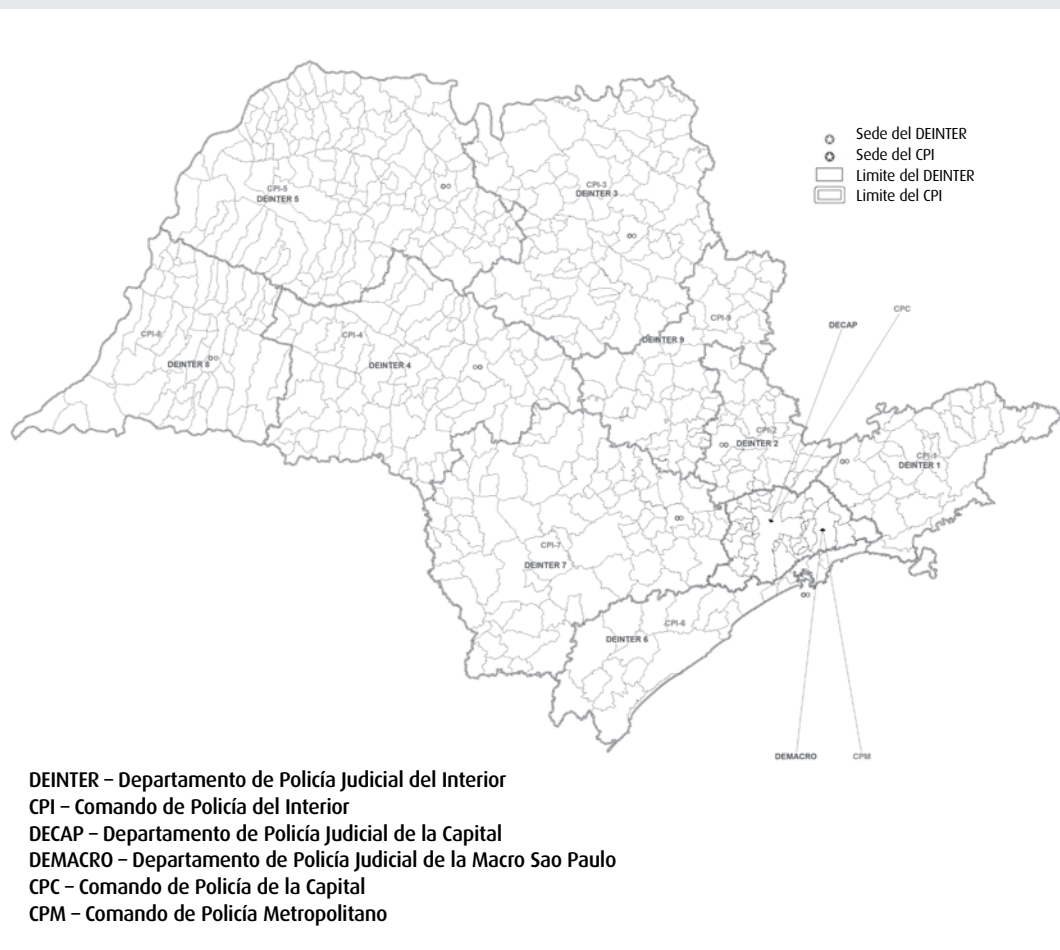 Sede del DEINTER
Sede del CPI
Limite del DEINTER
Limite del CPI
CPI-5
DEINTER 5
CPI-3
DEINTER 3
CPI-8
DEINTER 8
CPI-4
DEINTER 4
CPI-9
DEINTER 9
DECAP
CPC
CPI-2
DEINTER 2
CPI-1
DEINTER 1
CPI-7
DEINTER 7
CPI-6
DEINTER 6
DEMACRO
CPM
DEINTER – Departamento de Policía Judicial del Interior
CPI – Comando de Policía del Interior
DECAP – Departamento de Policía Judicial de la Capital
DEMACRO – Departamento de Policía Judicial de la Macro Sao Paulo
CPC – Comando de Policía de la Capital
CPM – Comando de Policía Metropolitano